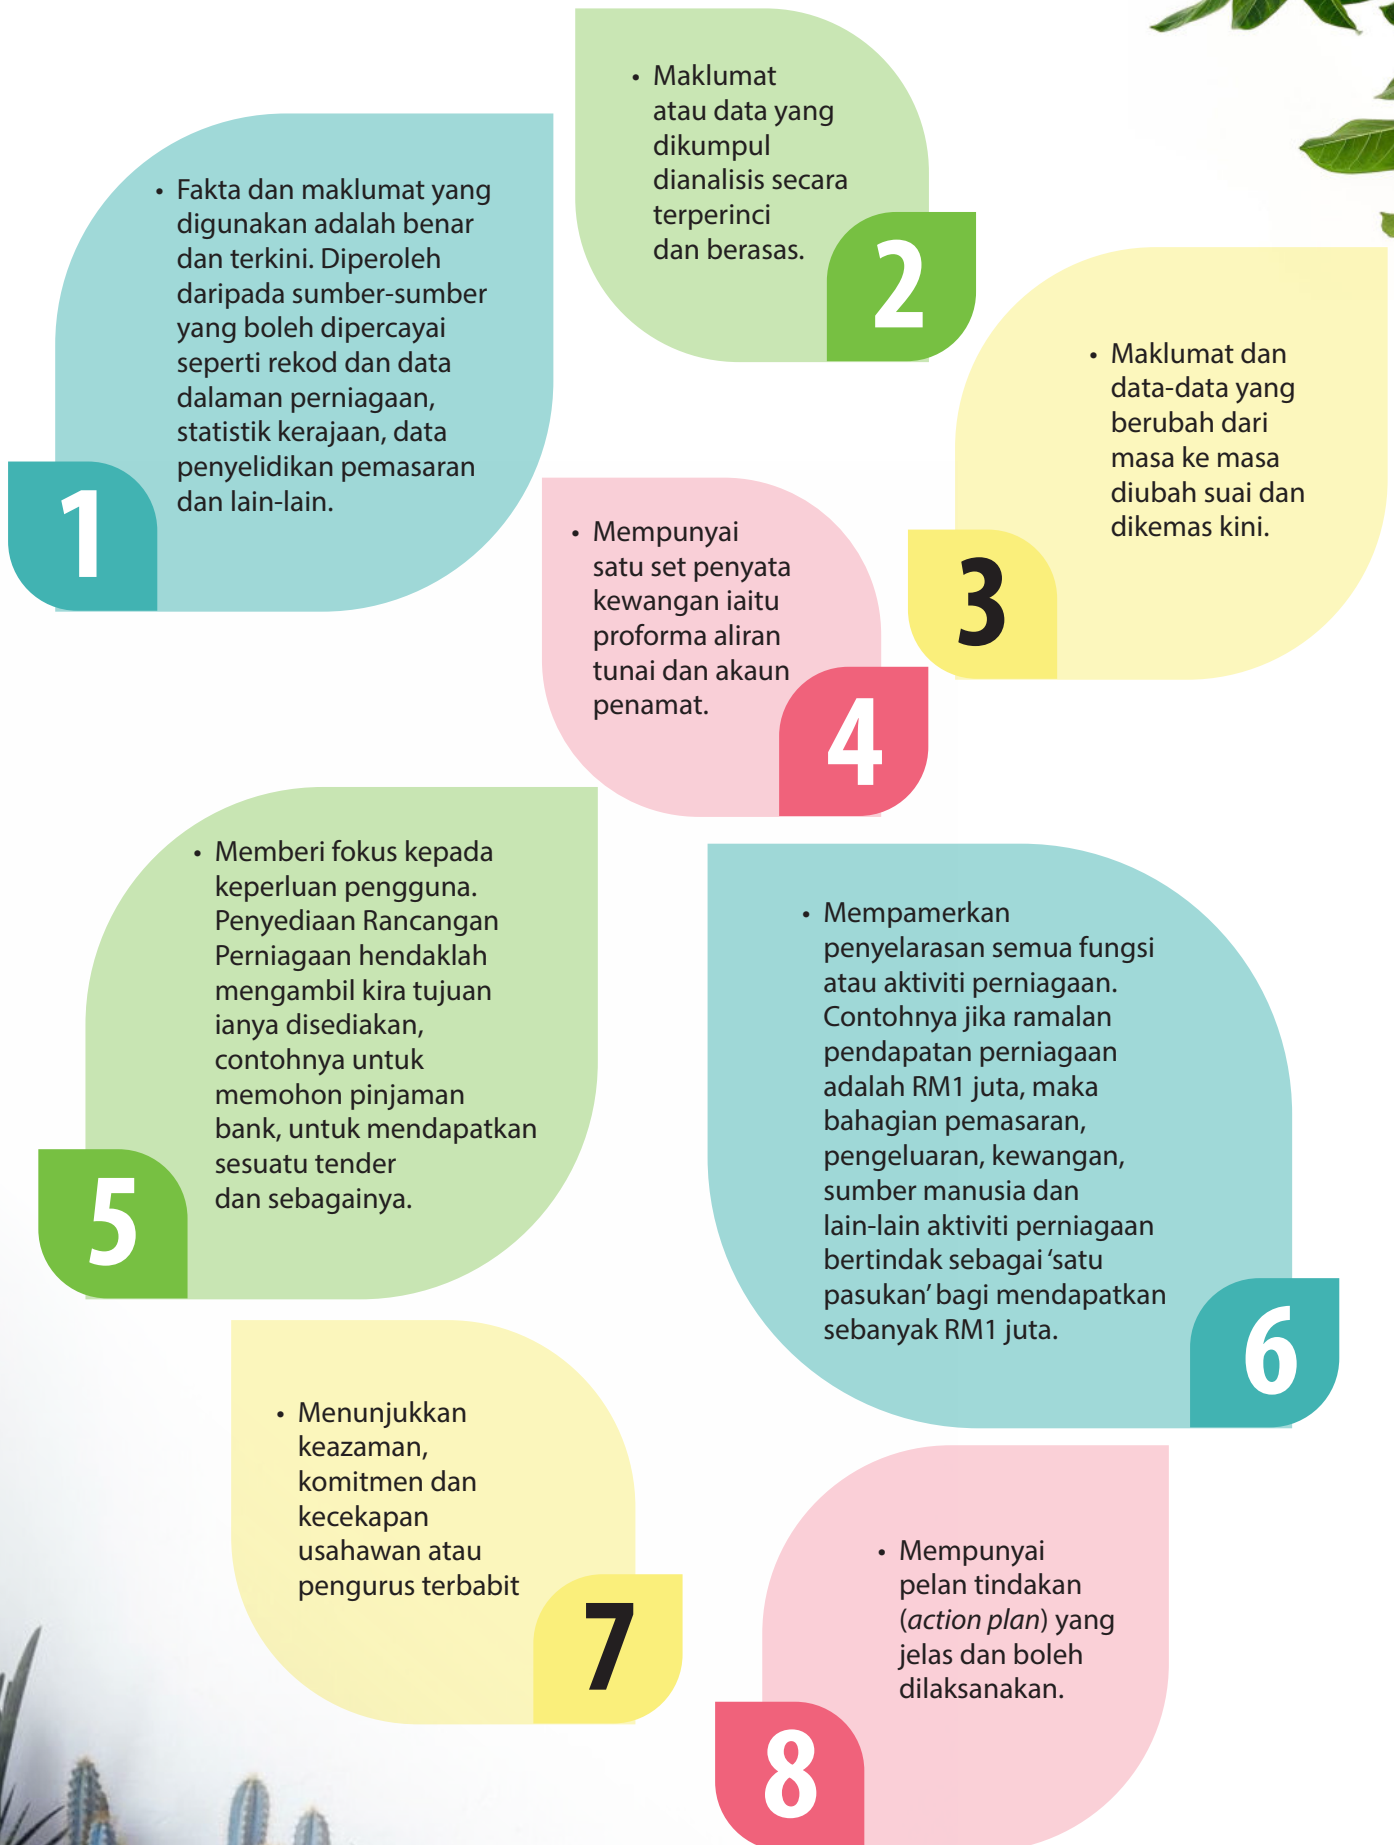 • Fakta dan maklumat yang
digunakan adalah benar
dan terkini. Diperoleh
daripada sumber-sumber
yang boleh dipercayai
seperti rekod dan data
dalaman perniagaan,
statistik kerajaan, data
penyelidikan pemasaran
dan lain-lain.
1
• Maklumat
atau data yang
dikumpul
dianalisis secara
terperinci
dan berasas.
2
• Maklumat dan
data-data yang
berubah dari
masa ke masa
diubah suai dan
dikemas kini.
3
• Mempunyai
satu set penyata
kewangan iaitu
proforma aliran
tunai dan akaun
penamat.
4
• Memberi fokus kepada
keperluan pengguna.
Penyediaan Rancangan
Perniagaan hendaklah
mengambil kira tujuan
ianya disediakan,
contohnya untuk
memohon pinjaman
bank, untuk mendapatkan
sesuatu tender
dan sebagainya.
5
• Mempamerkan
penyelarasan semua fungsi
atau aktiviti perniagaan.
Contohnya jika ramalan
pendapatan perniagaan
adalah RM1 juta, maka
bahagian pemasaran,
pengeluaran, kewangan,
sumber manusia dan
lain-lain aktiviti perniagaan
bertindak sebagai ‘satu
pasukan’ bagi mendapatkan
sebanyak RM1 juta.
6
• Menunjukkan
keazaman,
komitmen dan
kecekapan
usahawan atau
pengurus terbabit
7
• Mempunyai
pelan tindakan
(action plan) yang
jelas dan boleh
dilaksanakan.
8